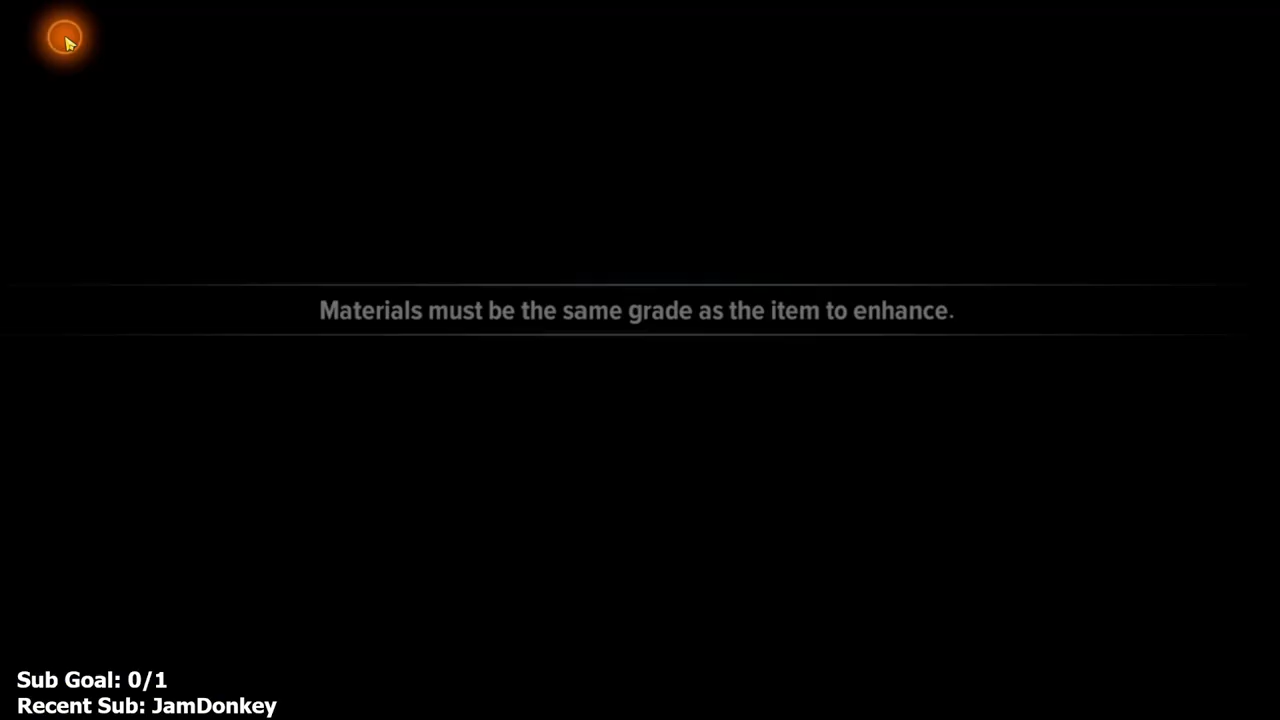 Materials must be the same grade as the item to enhance.
Sub Goal: 0/1
Recent Sub: JamDonkey